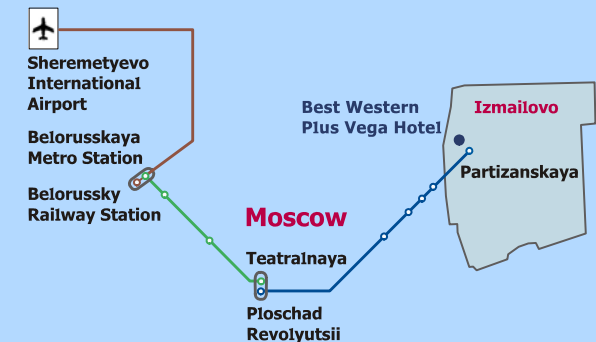 Sheremetyevo
International
Airport
Belorusskaya
Metro Station
Belorussky
Railway Station
Moscow
Teatralnaya
Ploschad
Revolyutsii
Best Western
Plus Vega Hotel
Izmailovo
Partizanskaya